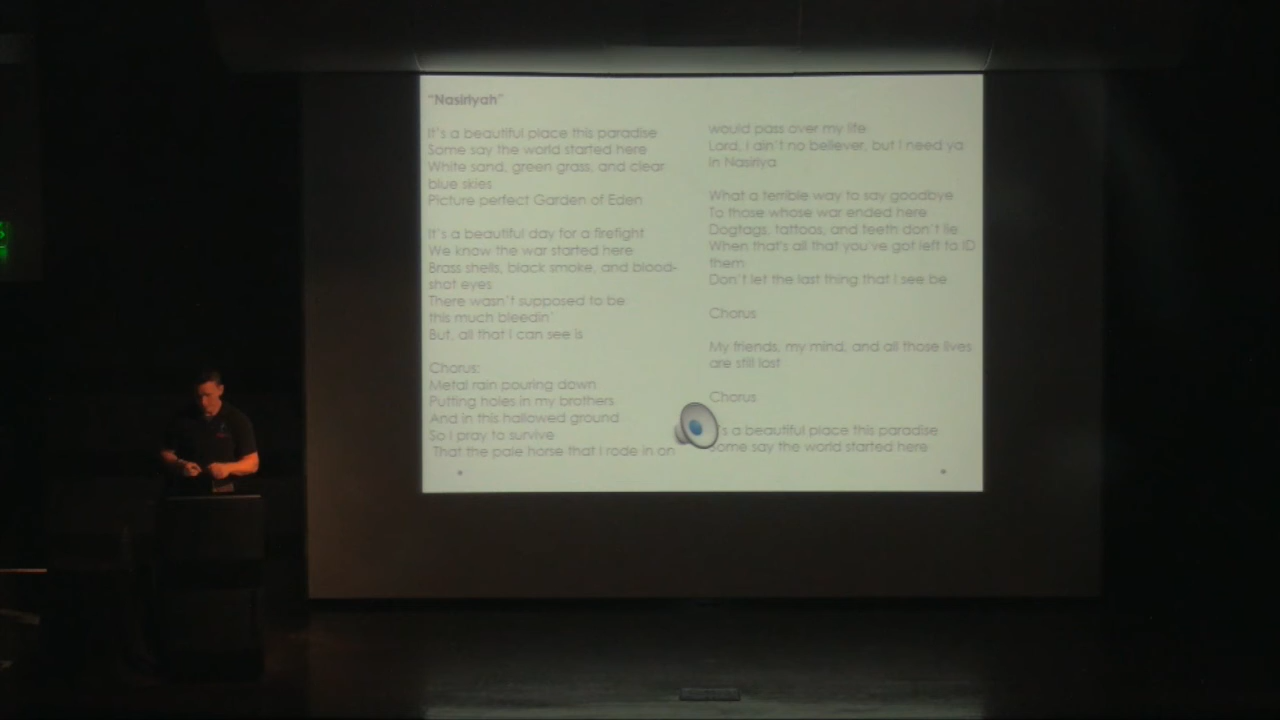 "Nasiriyah"
It's a beautiful place this paradise
Some say the world started here
White sand, green grass, and clear
blue skies
Picture perfect Garden of Eden
It's a beautiful day for a firefight
We know the war started here
Brass shells, black smoke, and blood-
shot eyes
There wasn't supposed to be
this much bleedin'
But, all that I can see is
Chorus:
Metal rain pouring down
Putting holes in my brothers
And in this hallowed ground
So I pray to survive
That the pale horse that I rode in on
would pass over my life
Lord, I ain't no believer, but I need ya
in Nasiriya
What a terrible way to say goodbye
To those whose war ended here
Dogtags, tattoos, and teeth don't lie
When that's all that you've got left to ID
them
Don't let the last thing that I see be
Chorus
My friends, my mind, and all those lives
are still lost
Chorus
's a beautiful place this paradise
Some say the world started here